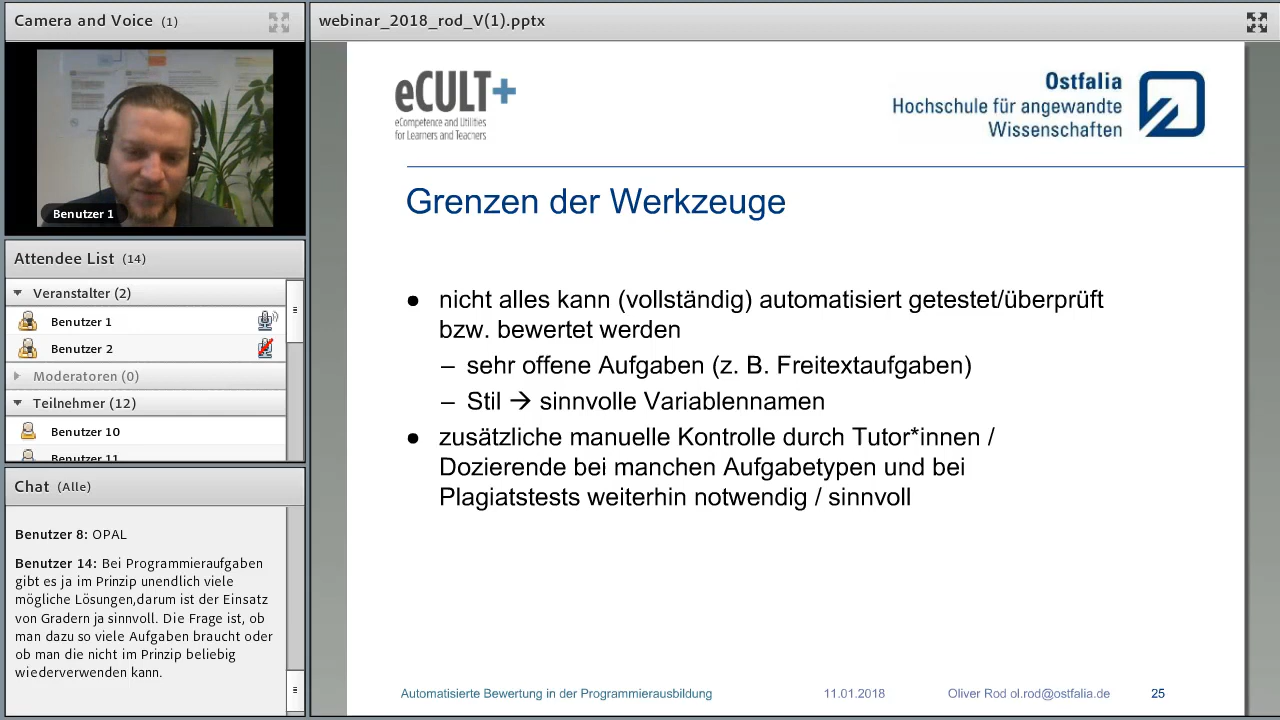 Camera and Voice (1)
Benutzer 1
Attendee List (14)
Veranstalter (2)
Benutzer 1
Benutzer 2
Moderatoren (0)
Teilnehmer (12)
Benutzer 10
Benutzer 11
Chat (Alle)
Benutzer 8: OPAL
Benutzer 14: Bei Programmieraufgaben
gibt es ja im Prinzip unendlich viele
mögliche Lösungen,darum ist der Einsatz
von Gradern ja sinnvoll. Die Frage ist, ob
man dazu so viele Aufgaben braucht oder
ob man die nicht im Prinzip beliebig
wiederverwenden kann.
webinar_2018_rod_V(1).pptx
eCULT+
eCompetence and Utilities
for Learners and Teachers
Ostfalia
Hochschule für angewandte
Wissenschaften
Grenzen der Werkzeuge
● nicht alles kann (vollständig) automatisiert getestet/überprüft
bzw. bewertet werden
– sehr offene Aufgaben (z. B. Freitextaufgaben)
– Stil → sinnvolle Variablennamen
● zusätzliche manuelle Kontrolle durch Tutor*innen /
Dozierende bei manchen Aufgabetypen und bei
Plagiatstests weiterhin notwendig / sinnvoll
Automatisierte Bewertung in der Programmierausbildung 11.01.2018 Oliver Rod ol.rod@ostfalia.de 25